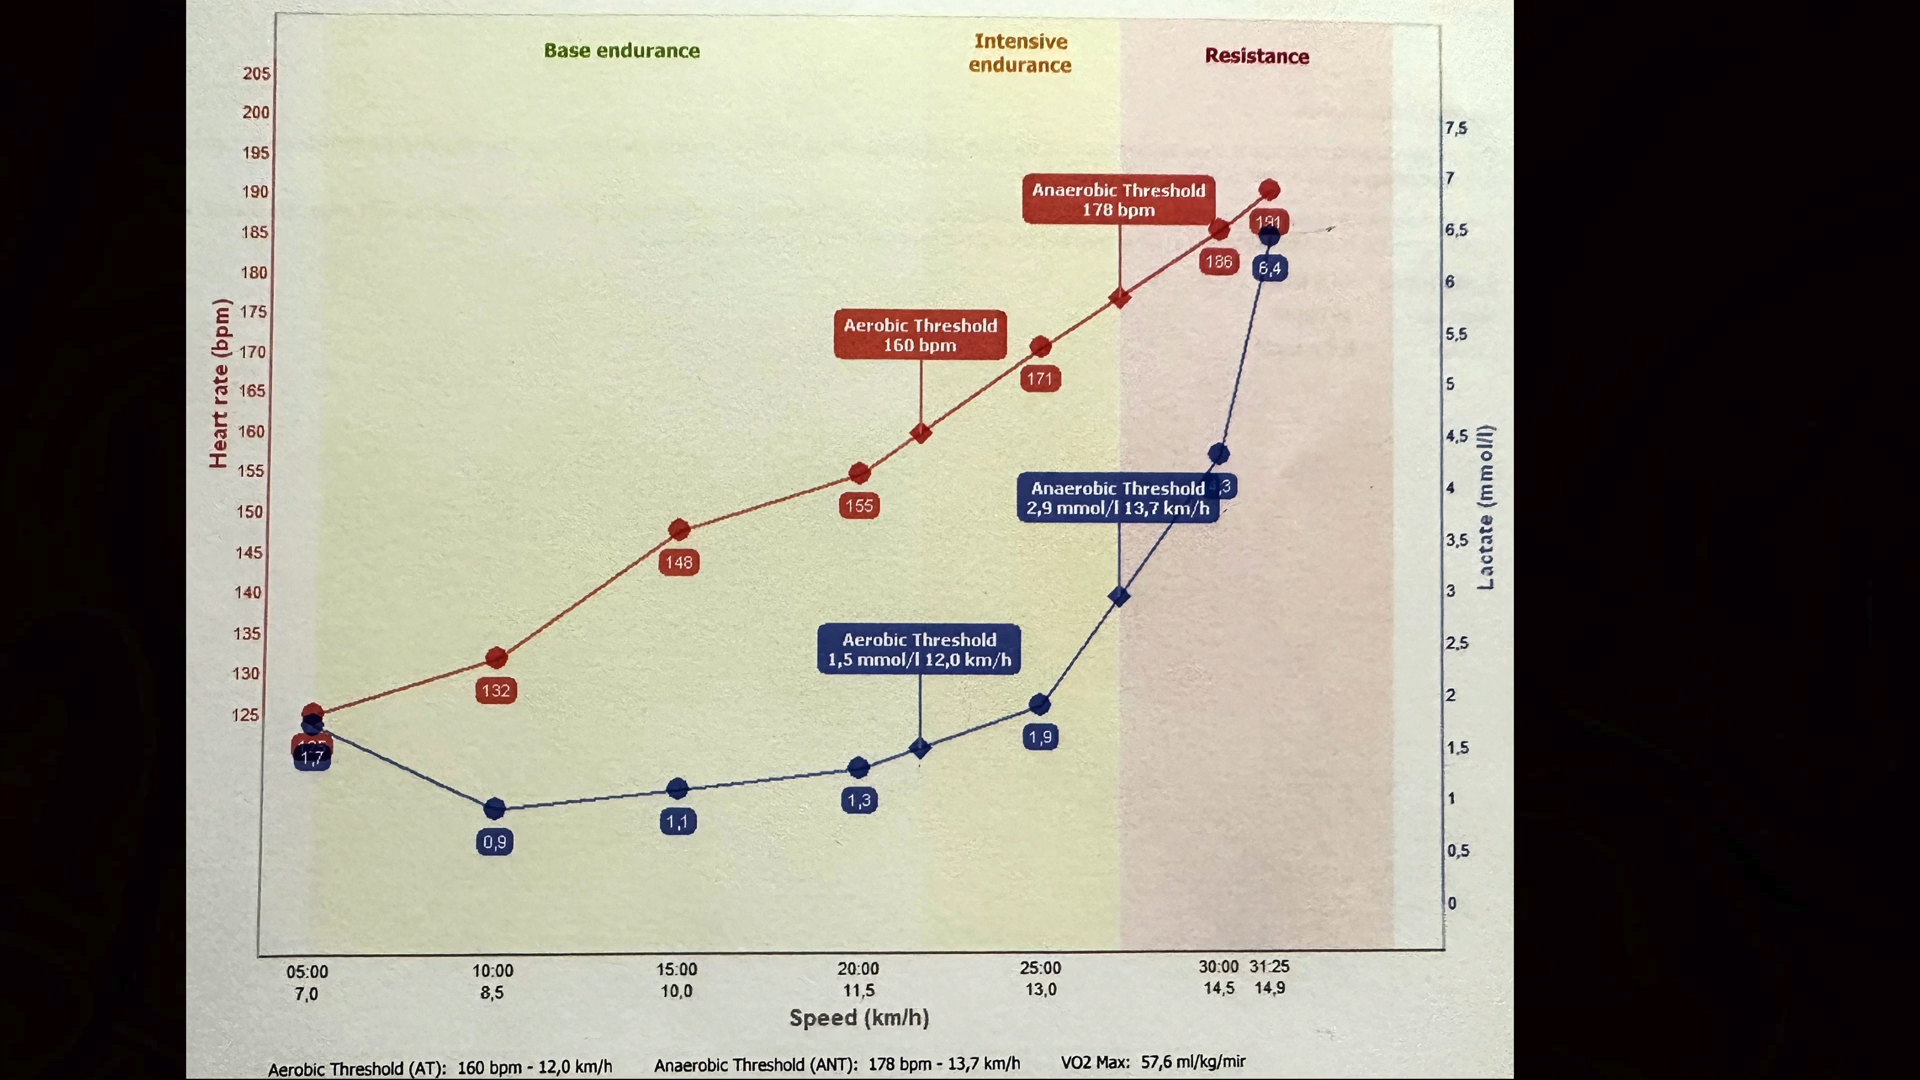 Base endurance
Intensive
endurance
Resistance
205
200
195
190
185
180
175
170
165
160
155
150
145
140
135
130
125
Heart rate (bpm)
7,5
7
6,5
6
5,5
5
4,5
4
3,5
3
2,5
2
1,5
1
0,5
0
Lactate (mmol/l)
Anaerobic Threshold
178 bpm
191
186
6,4
Aerobic Threshold
160 bpm
171
155
148
132
Anaerobic Threshold
2,9 mmol/l 13,7 km/h
Aerobic Threshold
1,5 mmol/l 12,0 km/h
1,7
0,9
1,1
1,3
1,9
05:00 10:00 15:00 20:00 25:00 30:00 31:25
7,0 8,5 10,0 11,5 13,0 14,5 14,9
Speed (km/h)
Aerobic Threshold (AT): 160 bpm - 12,0 km/h Anaerobic Threshold (ANT): 178 bpm - 13,7 km/h VO2 Max: 57,6 ml/kg/mir